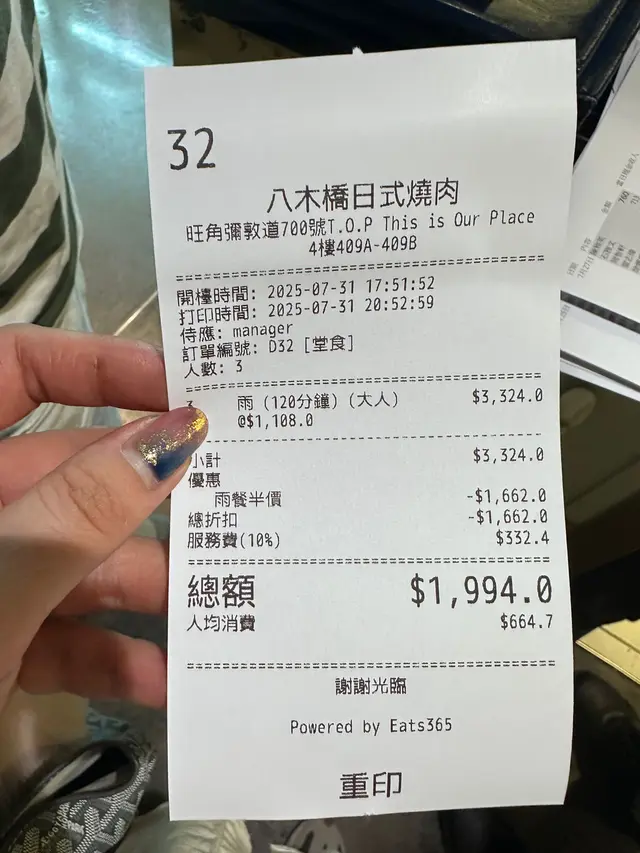 32
八木橋日式燒肉
旺角彌敦道700號T.O.P This is Our Place
4樓409A-409B
開檯時間: 2025-07-31 17:51:52
打印時間: 2025-07-31 20:52:59
侍應: manager
訂單編號: D32 [堂食]
人數: 3
3 雨 (120分鐘) (大人) $3,324.0
@$1,108.0
小計 $3,324.0
優惠
雨餐半價 -$1,662.0
總折扣 -$1,662.0
服務費(10%) $332.4
總額 $1,994.0
人均消費 $664.7
謝謝光臨
Powered by Eats365
重印
760